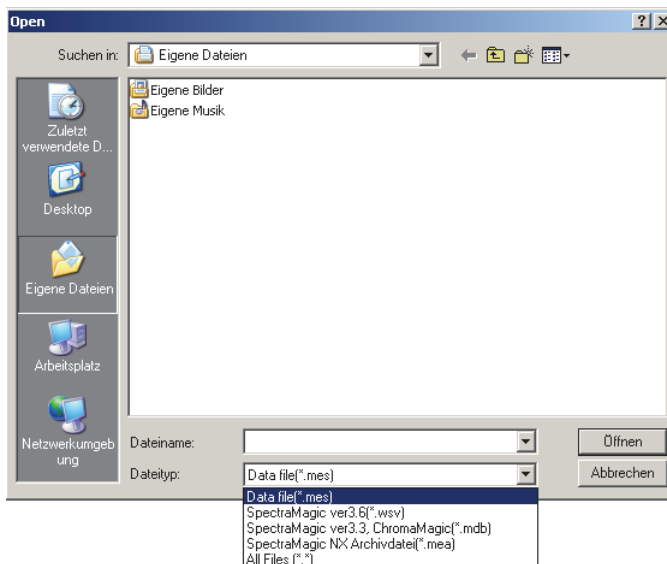 Open
Suchen in: Eigene Dateien
Eigene Bilder
Eigene Musik
Zuletzt
verwendete D...
Desktop
Eigene Dateien
Arbeitsplatz
Netzwerkumgeb
ung
Dateiname: Öffnen
Dateityp: Data file(*.mes) Abbrechen
Data file(*.mes)
SpectraMagic ver3.6(*.wsv)
SpectraMagic ver3.3, ChromaMagic(*.mdb)
SpectraMagic NX Archivdatei(*.mea)
All Files (*.*)